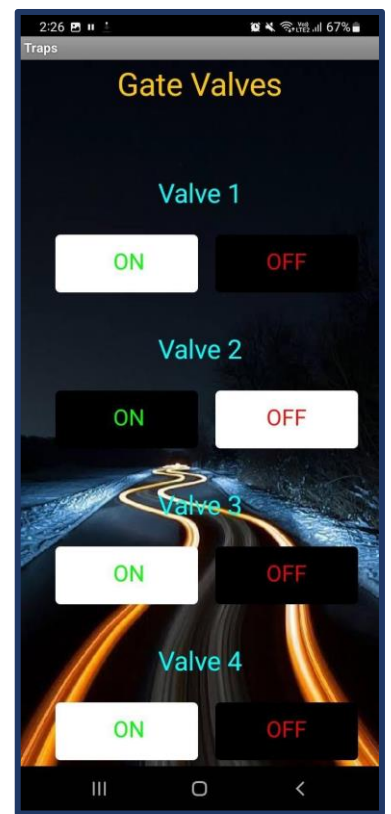 2:26 67%
Traps
Gate Valves
Valve 1
ON OFF
Valve 2
ON OFF
Valve 3
ON OFF
Valve 4
ON OFF